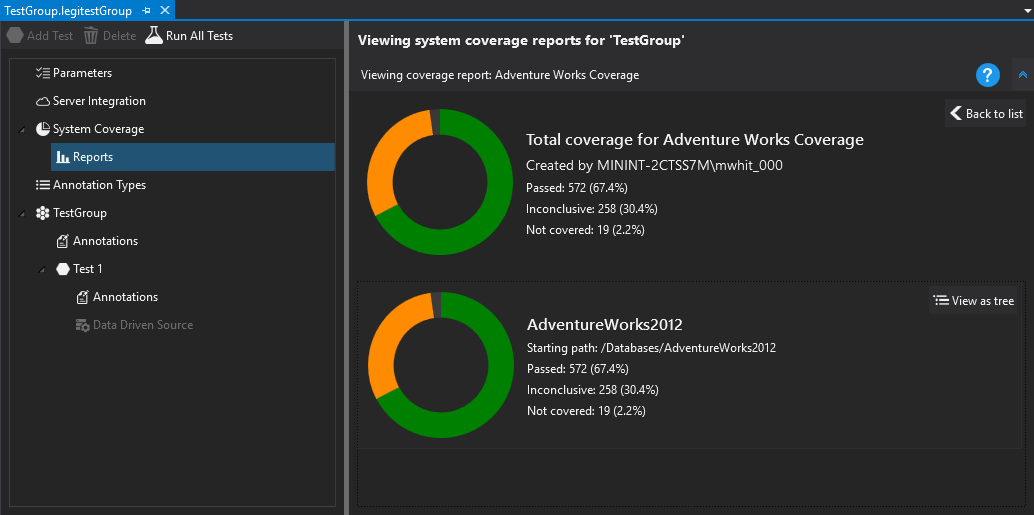 TestGroup.legitestGroup
Add Test Delete Run All Tests
Parameters
Server Integration
System Coverage
Reports
Annotation Types
TestGroup
Annotations
Test 1
Annotations
Data Driven Source
Viewing system coverage reports for 'TestGroup'
Viewing coverage report: Adventure Works Coverage
?
Back to list
Total coverage for Adventure Works Coverage
Created by MININT-2CTSS7M\mwhit_000
Passed: 572 (67.4%)
Inconclusive: 258 (30.4%)
Not covered: 19 (2.2%)
View as tree
AdventureWorks2012
Starting path: /Databases/AdventureWorks2012
Passed: 572 (67.4%)
Inconclusive: 258 (30.4%)
Not covered: 19 (2.2%)